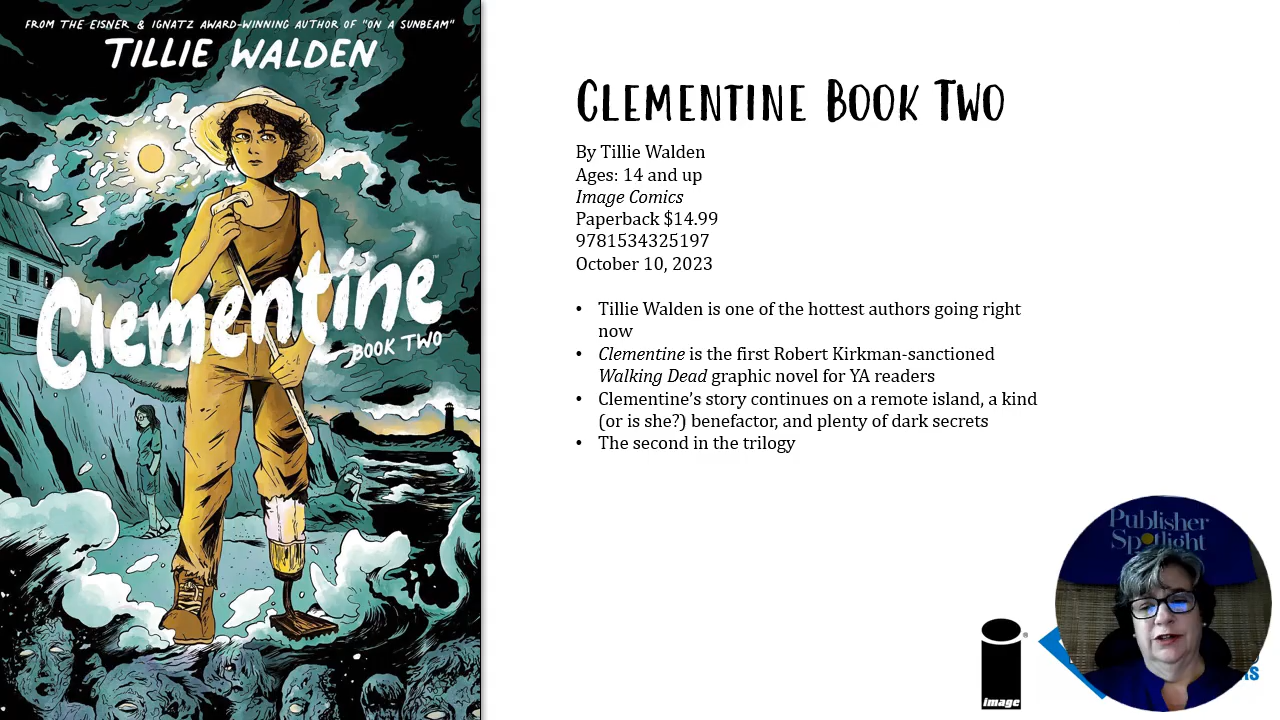 FROM THE EISNER & IGNATZ AWARD-WINNING AUTHOR OF "ON A SUNBEAM"
TILLIE WALDEN
Clementine™
BOOK TWO
CLEMENTINE BOOK TWO
By Tillie Walden
Ages: 14 and up
Image Comics
Paperback $14.99
9781534325197
October 10, 2023
• Tillie Walden is one of the hottest authors going right
now
• Clementine is the first Robert Kirkman-sanctioned
Walking Dead graphic novel for YA readers
• Clementine’s story continues on a remote island, a kind
(or is she?) benefactor, and plenty of dark secrets
• The second in the trilogy
Publisher
Spotlight
image®